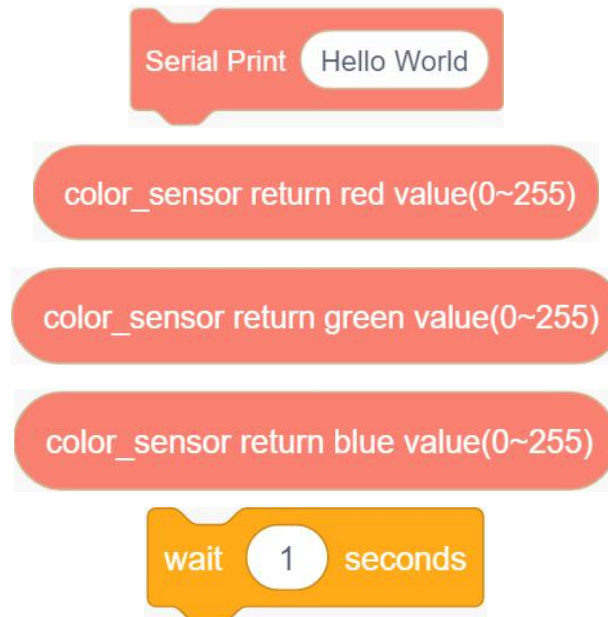 Serial Print Hello World
color_sensor return red value(0~255)
color_sensor return green value(0~255)
color_sensor return blue value(0~255)
wait 1 seconds